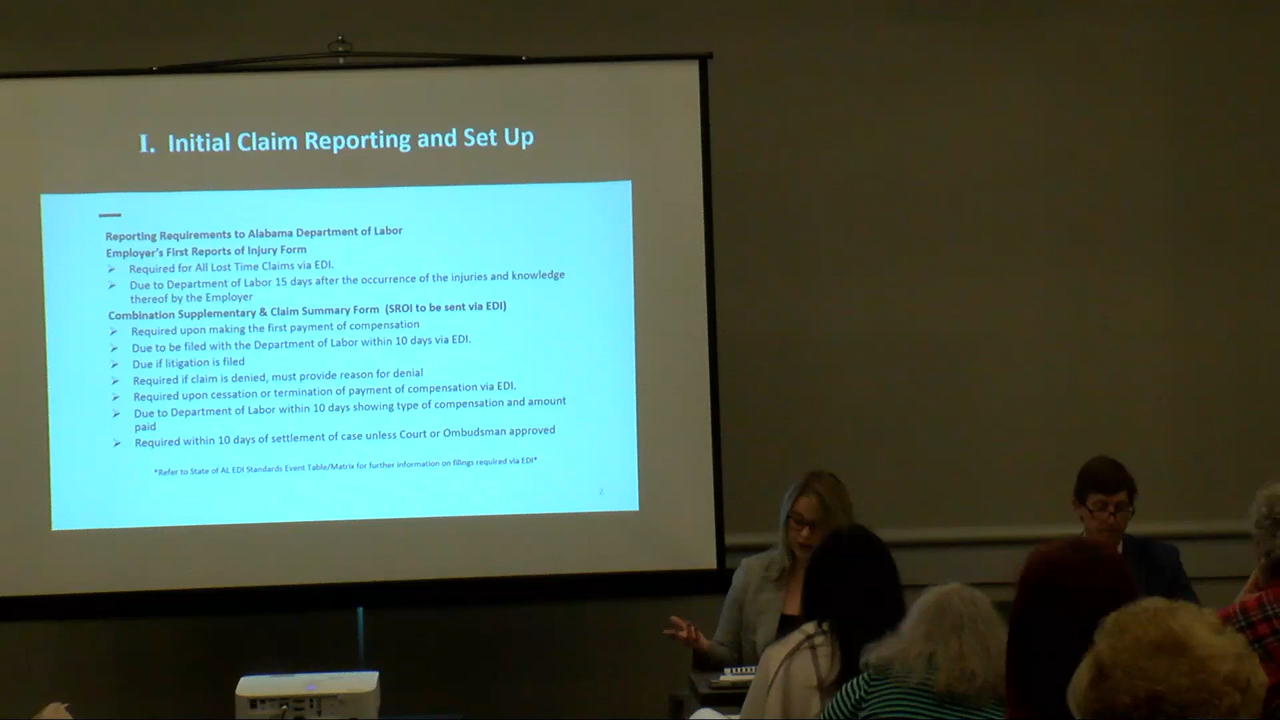 I. Initial Claim Reporting and Set Up
Reporting Requirements to Alabama Department of Labor
Employer's First Reports of Injury Form
➢ Required for All Lost Time Claims via EDI.
➢ Due to Department of Labor 15 days after the occurrence of the injuries and knowledge
thereof by the Employer
Combination Supplementary & Claim Summary Form (SROI to be sent via EDI)
➢ Required upon making the first payment of compensation
➢ Due to be filed with the Department of Labor within 10 days via EDI.
➢ Due if litigation is filed
➢ Required if claim is denied, must provide reason for denial
➢ Required upon cessation or termination of payment of compensation via EDI.
➢ Due to Department of Labor within 10 days showing type of compensation and amount
paid
➢ Required within 10 days of settlement of case unless Court or Ombudsman approved
*Refer to State of AL EDI Standards Event Table/Matrix for further information on filings required via EDI*
2